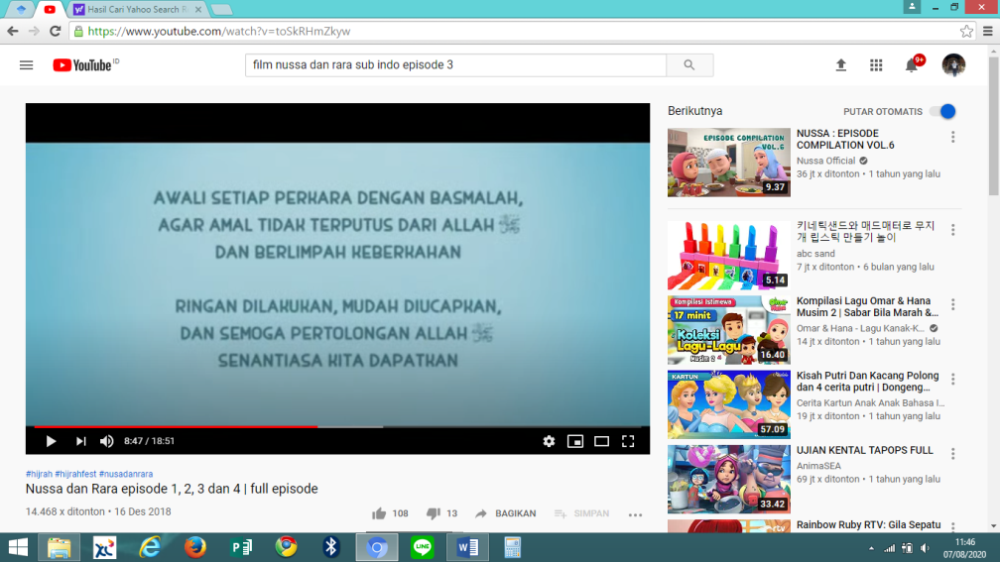 Hasil Cari Yahoo Search R
https://www.youtube.com/watch?v=toSkRHmZkyw
YouTube ID
film nussa dan rara sub indo episode 3
9+
AWALI SETIAP PERKARA DENGAN BASMALAH,
AGAR AMAL TIDAK TERPUTUS DARI ALLAH ﷻ
DAN BERLIMPAH KEBERKAHAN
RINGAN DILAKUKAN, MUDAH DIUCAPKAN,
DAN SEMOGA PERTOLONGAN ALLAH ﷻ
SENANTIASA KITA DAPATKAN
8:47 / 18:51
#hijrah #hijrahfest #nusadanrara
Nussa dan Rara episode 1, 2, 3 dan 4 | full episode
14.468 x ditonton • 16 Des 2018
108
13
BAGIKAN
SIMPAN
Berikutnya
PUTAR OTOMATIS
EPISODE COMPILATION
VOL.6
9.37
NUSSA : EPISODE
COMPILATION VOL.6
Nussa Official
36 jt x ditonton • 1 tahun yang lalu
5.14
키네틱샌드와 매드매터로 무지
개 립스틱 만들기 놀이
abc sand
7 jt x ditonton • 6 bulan yang lalu
Kompilasi Istimewa
17 minit
Koleksi
Lagu-Lagu
Musim 2
16.40
Kompilasi Lagu Omar & Hana
Musim 2 | Sabar Bila Marah &...
Omar & Hana - Lagu Kanak-K...
14 jt x ditonton • 1 tahun yang lalu
KARTUN
57.09
Kisah Putri Dan Kacang Polong
dan 4 cerita putri | Dongeng...
Cerita Kartun Anak Anak Bahasa I...
19 jt x ditonton • 1 tahun yang lalu
33.42
UJIAN KENTAL TAPOPS FULL
AnimaSEA
69 jt x ditonton • 1 tahun yang lalu
Rainbow Ruby RTV: Gila Sepatu
LINE
11:46
07/08/2020